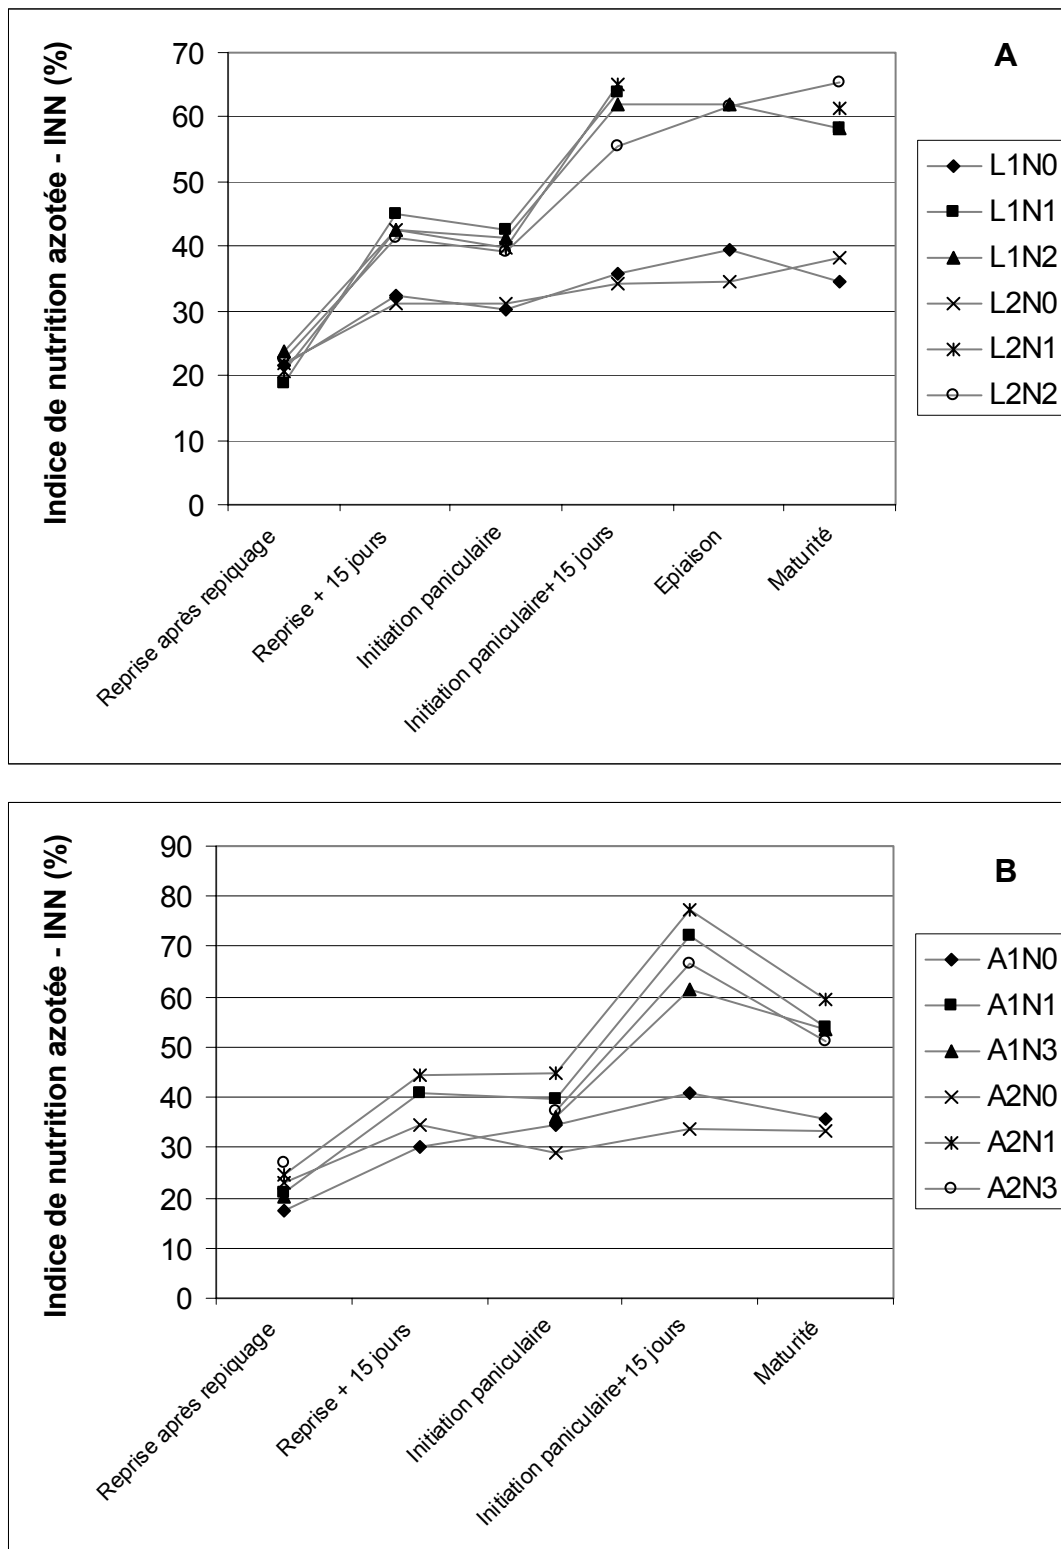 A
Indice de nutrition azotée - INN (%)
70
60
50
40
30
20
10
0
Reprise après repiquage
Reprise + 15 jours
Initiation paniculaire
Initiation paniculaire+15 jours
Epiaison
Maturité
L1N0
L1N1
L1N2
L2N0
L2N1
L2N2
B
Indice de nutrition azotée - INN (%)
90
80
70
60
50
40
30
20
10
0
Reprise après repiquage
Reprise + 15 jours
Initiation paniculaire
Initiation paniculaire+15 jours
Maturité
A1N0
A1N1
A1N3
A2N0
A2N1
A2N3